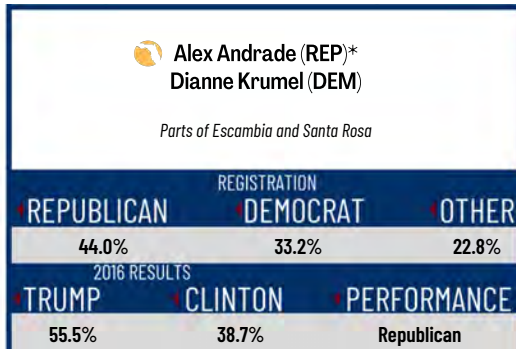 Alex Andrade (REP)*
Dianne Krumel (DEM)
Parts of Escambia and Santa Rosa
REGISTRATION
REPUBLICAN DEMOCRAT OTHER
44.0% 33.2% 22.8%
2016 RESULTS
TRUMP CLINTON PERFORMANCE
55.5% 38.7% Republican